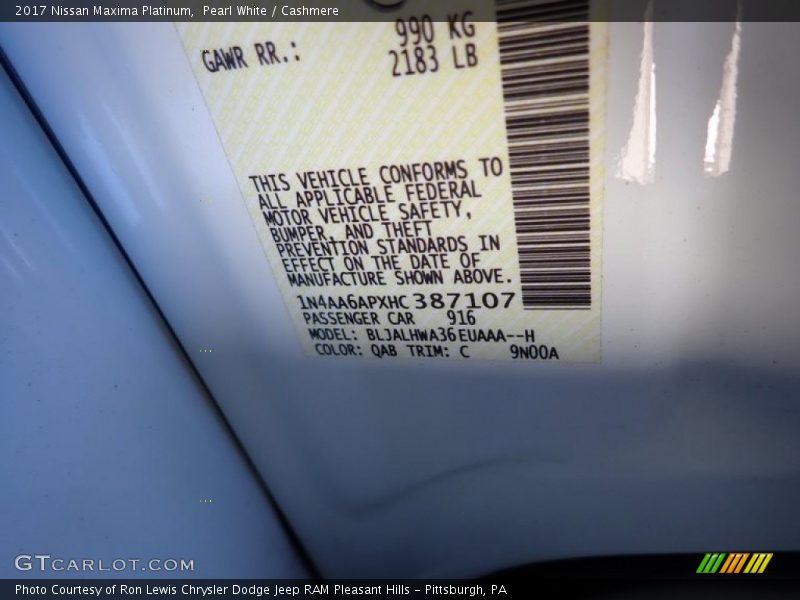 2017 Nissan Maxima Platinum,  Pearl White / Cashmere
990 KG
GAWR RR.: 2183 LB
THIS VEHICLE CONFORMS TO
ALL APPLICABLE FEDERAL
MOTOR VEHICLE SAFETY,
BUMPER, AND THEFT
PREVENTION STANDARDS IN
EFFECT ON THE DATE OF
MANUFACTURE SHOWN ABOVE.
1N4AA6APXHC387107
PASSENGER CAR 916
MODEL: BLJALHWA36EUAAA--H
COLOR: QAB TRIM: C 9N00A
GTCARLOT.COM
Photo Courtesy of Ron Lewis Chrysler Dodge Jeep RAM Pleasant Hills - Pittsburgh, PA